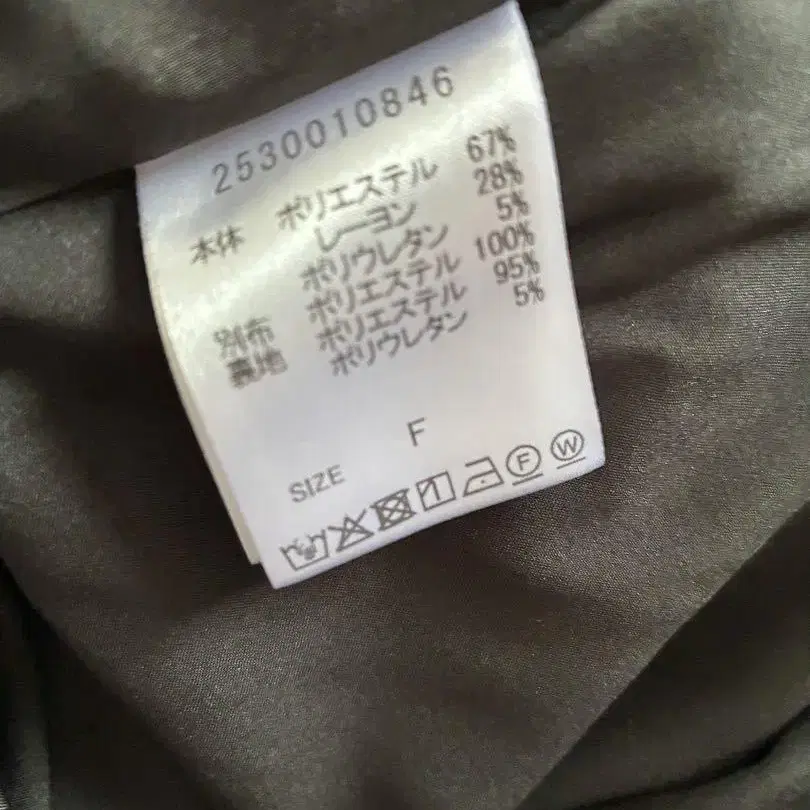 2530010846
本体 ポリエステル 67%
レーヨン 28%
ポリウレタン 5%
別布 ポリエステル 100%
裏地 ポリエステル 95%
ポリウレタン 5%
SIZE F
F W